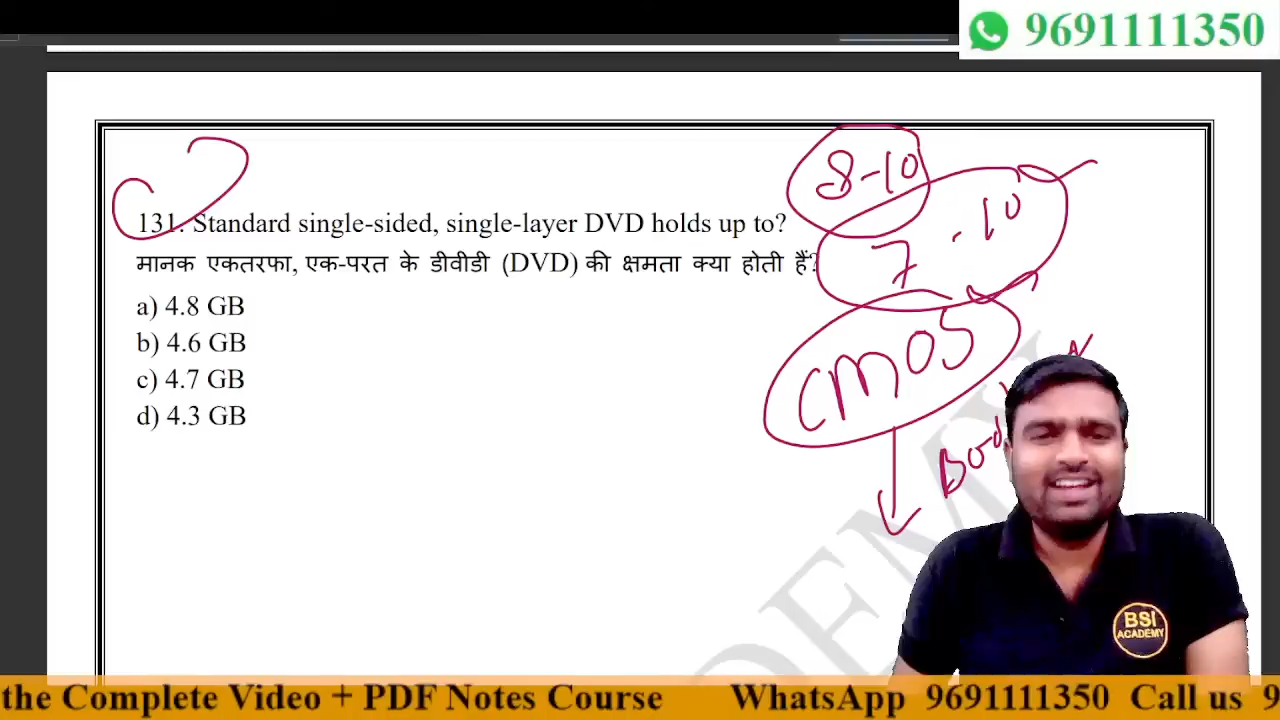 9691111350
8-10
7 -10
131. Standard single-sided, single-layer DVD holds up to?
मानक एकतरफा, एक-परत के डीवीडी (DVD) की क्षमता क्या होती हैं?
a) 4.8 GB
b) 4.6 GB
c) 4.7 GB
d) 4.3 GB
CMOS
BSI
ACADEMY
the Complete Video + PDF Notes Course WhatsApp 9691111350 Call us 9